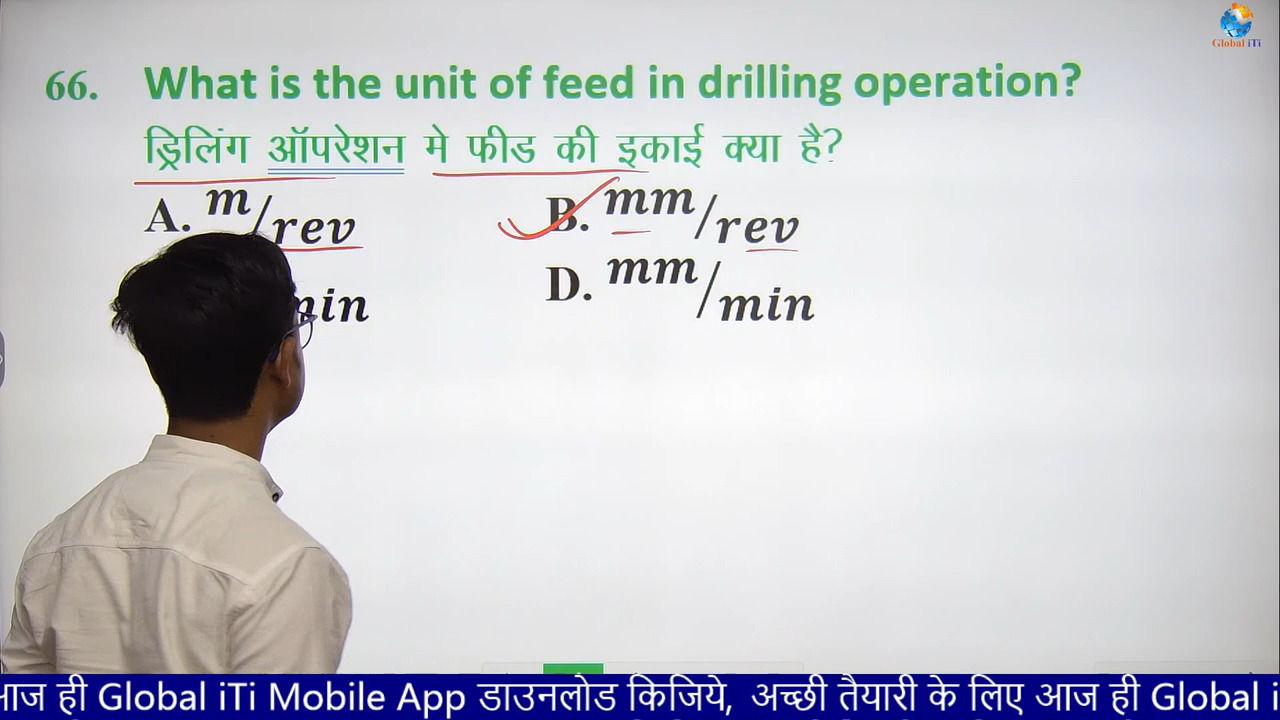 Global iTi
66. What is the unit of feed in drilling operation?
ड्रिलिंग ऑपरेशन मे फीड की इकाई क्या है?
A. m/rev B. mm/rev
min D. mm/min
आज ही Global iTi Mobile App डाउनलोड किजिये, अच्छी तैयारी के लिए आज ही Global i